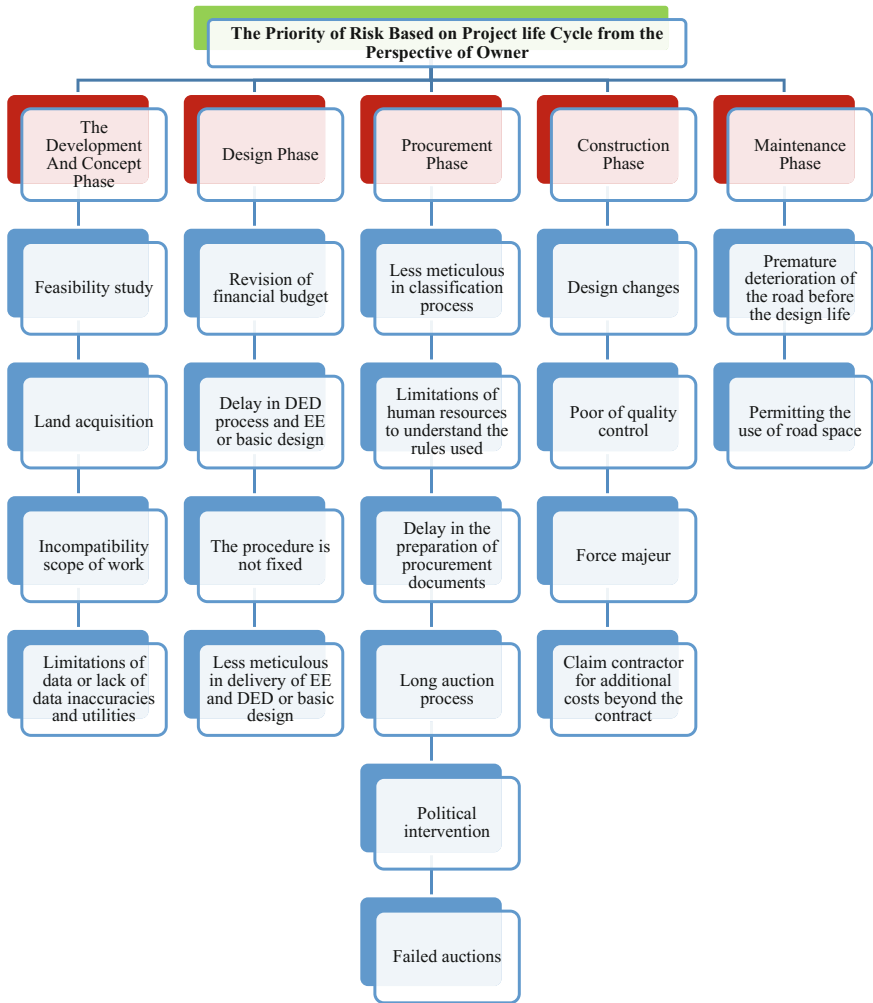 The Priority of Risk Based on Project life Cycle from the
Perspective of Owner
The
Development
And Concept
Phase
Design Phase
Procurement
Phase
Construction
Phase
Maintenance
Phase
Feasibility study
Revision of
financial budget
Less meticulous
in classification
process
Design changes
Premature
deterioration of
the road before
the design life
Land acquisition
Delay in DED
process and EE
or basic design
Limitations of
human resources
to understand the
rules used
Poor of quality
control
Permitting the
use of road space
Incompatibility
scope of work
The procedure is
not fixed
Delay in the
preparation of
procurement
documents
Force majeur
Limitations of
data or lack of
data inaccuracies
and utilities
Less meticulous
in delivery of EE
and DED or basic
design
Long auction
process
Claim contractor
for additional
costs beyond the
contract
Political
intervention
Failed auctions